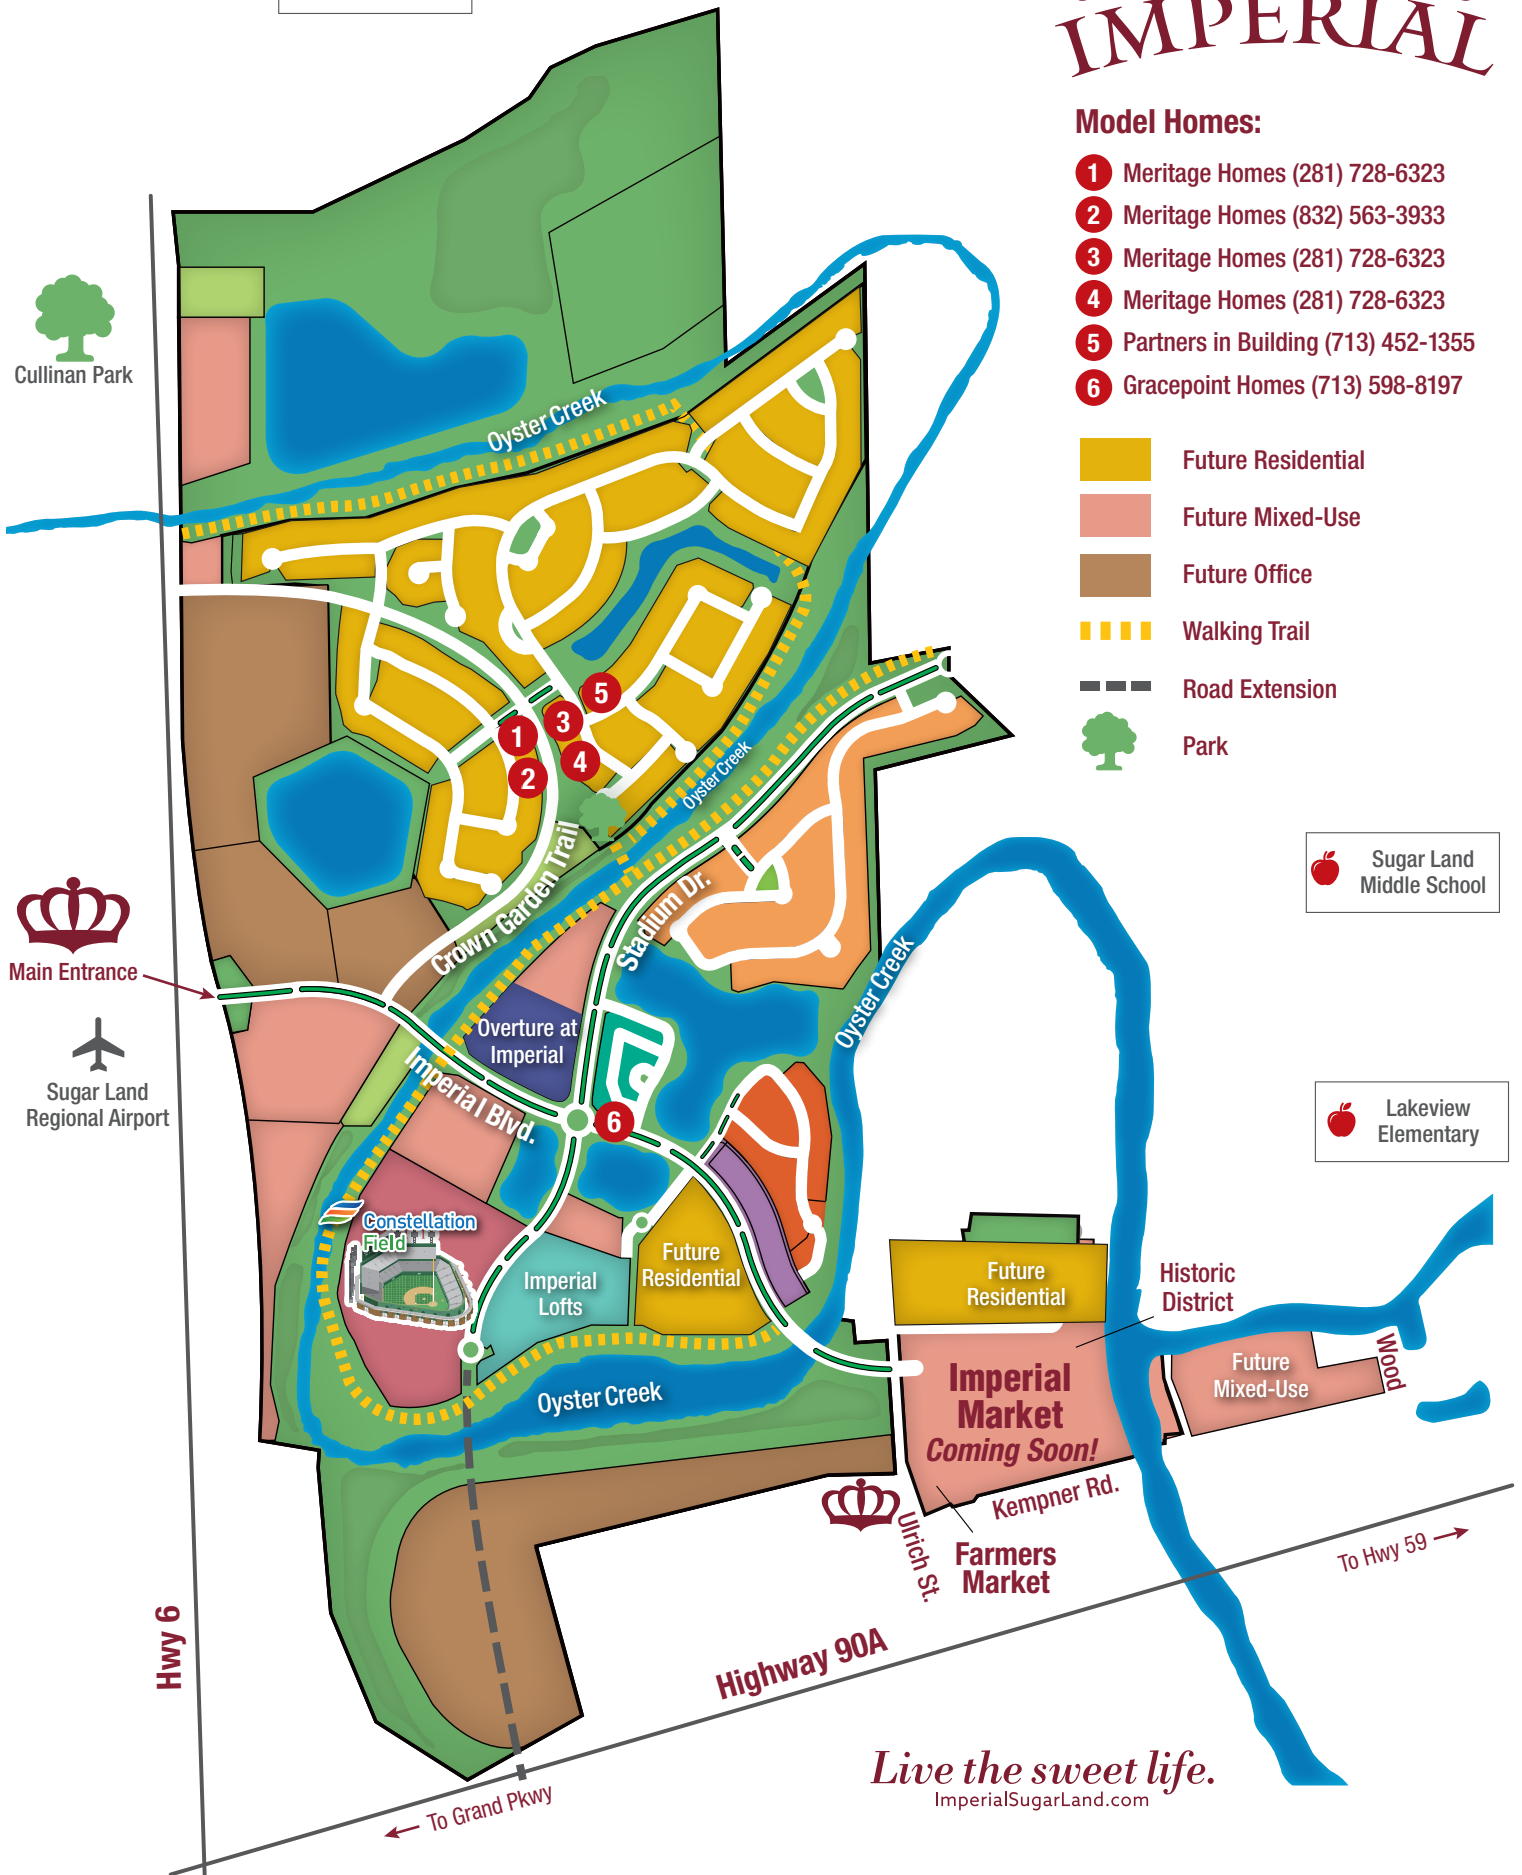 IMPERIAL
Model Homes:
1 Meritage Homes (281) 728-6323
2 Meritage Homes (832) 563-3933
3 Meritage Homes (281) 728-6323
4 Meritage Homes (281) 728-6323
5 Partners in Building (713) 452-1355
6 Gracepoint Homes (713) 598-8197
Future Residential
Future Mixed-Use
Future Office
Walking Trail
Road Extension
Park
Cullinan Park
Oyster Creek
5
3
1
4
2
Oyster Creek
Crown Garden Trail
Stadium Dr.
Sugar Land
Middle School
Main Entrance
Oyster Creek
Overture at
Imperial
Imperial Blvd.
Sugar Land
Regional Airport
6
Lakeview
Elementary
Constellation
Field
Imperial
Lofts
Future
Residential
Future
Residential
Historic
District
Future
Mixed-Use
Wood
Imperial
Market
Coming Soon!
Oyster Creek
Kempner Rd.
Ulrich St.
Farmers
Market
To Hwy 59
Hwy 6
Highway 90A
Live the sweet life.
ImperialSugarLand.com
To Grand Pkwy